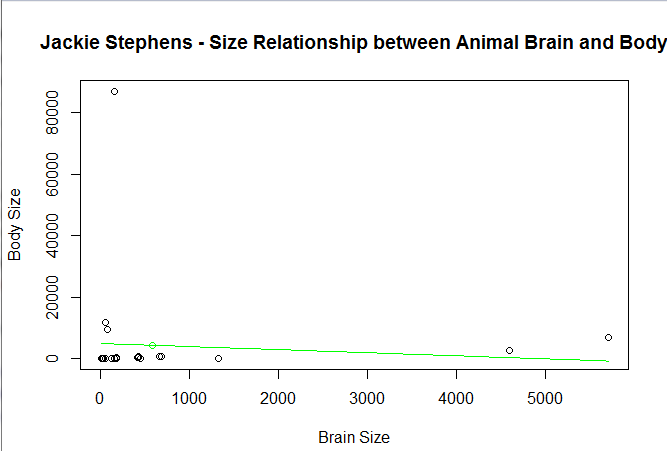 Jackie Stephens - Size Relationship between Animal Brain and Body
80000
60000
40000
20000
0
Body Size
0 1000 2000 3000 4000 5000
Brain Size